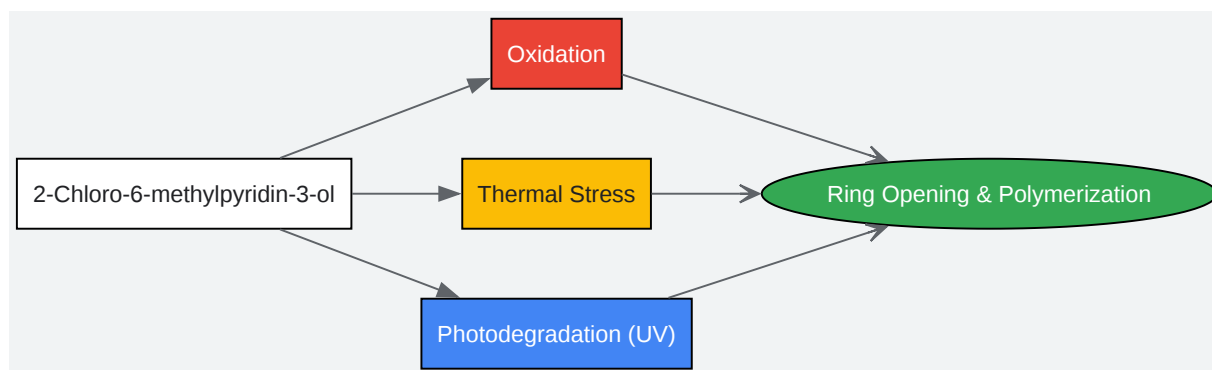 Oxidation
2-Chloro-6-methylpyridin-3-ol
Thermal Stress
Ring Opening & Polymerization
Photodegradation (UV)